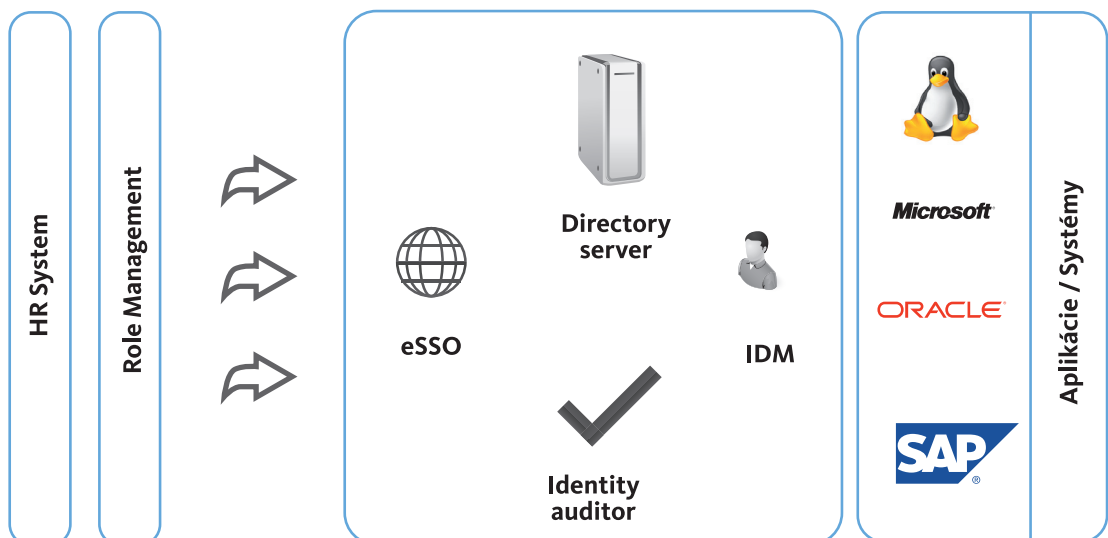 HR System
Role Management
Directory
server
eSSO
IDM
Identity
auditor
Microsoft
ORACLE
SAP
®
Aplikácie / Systémy